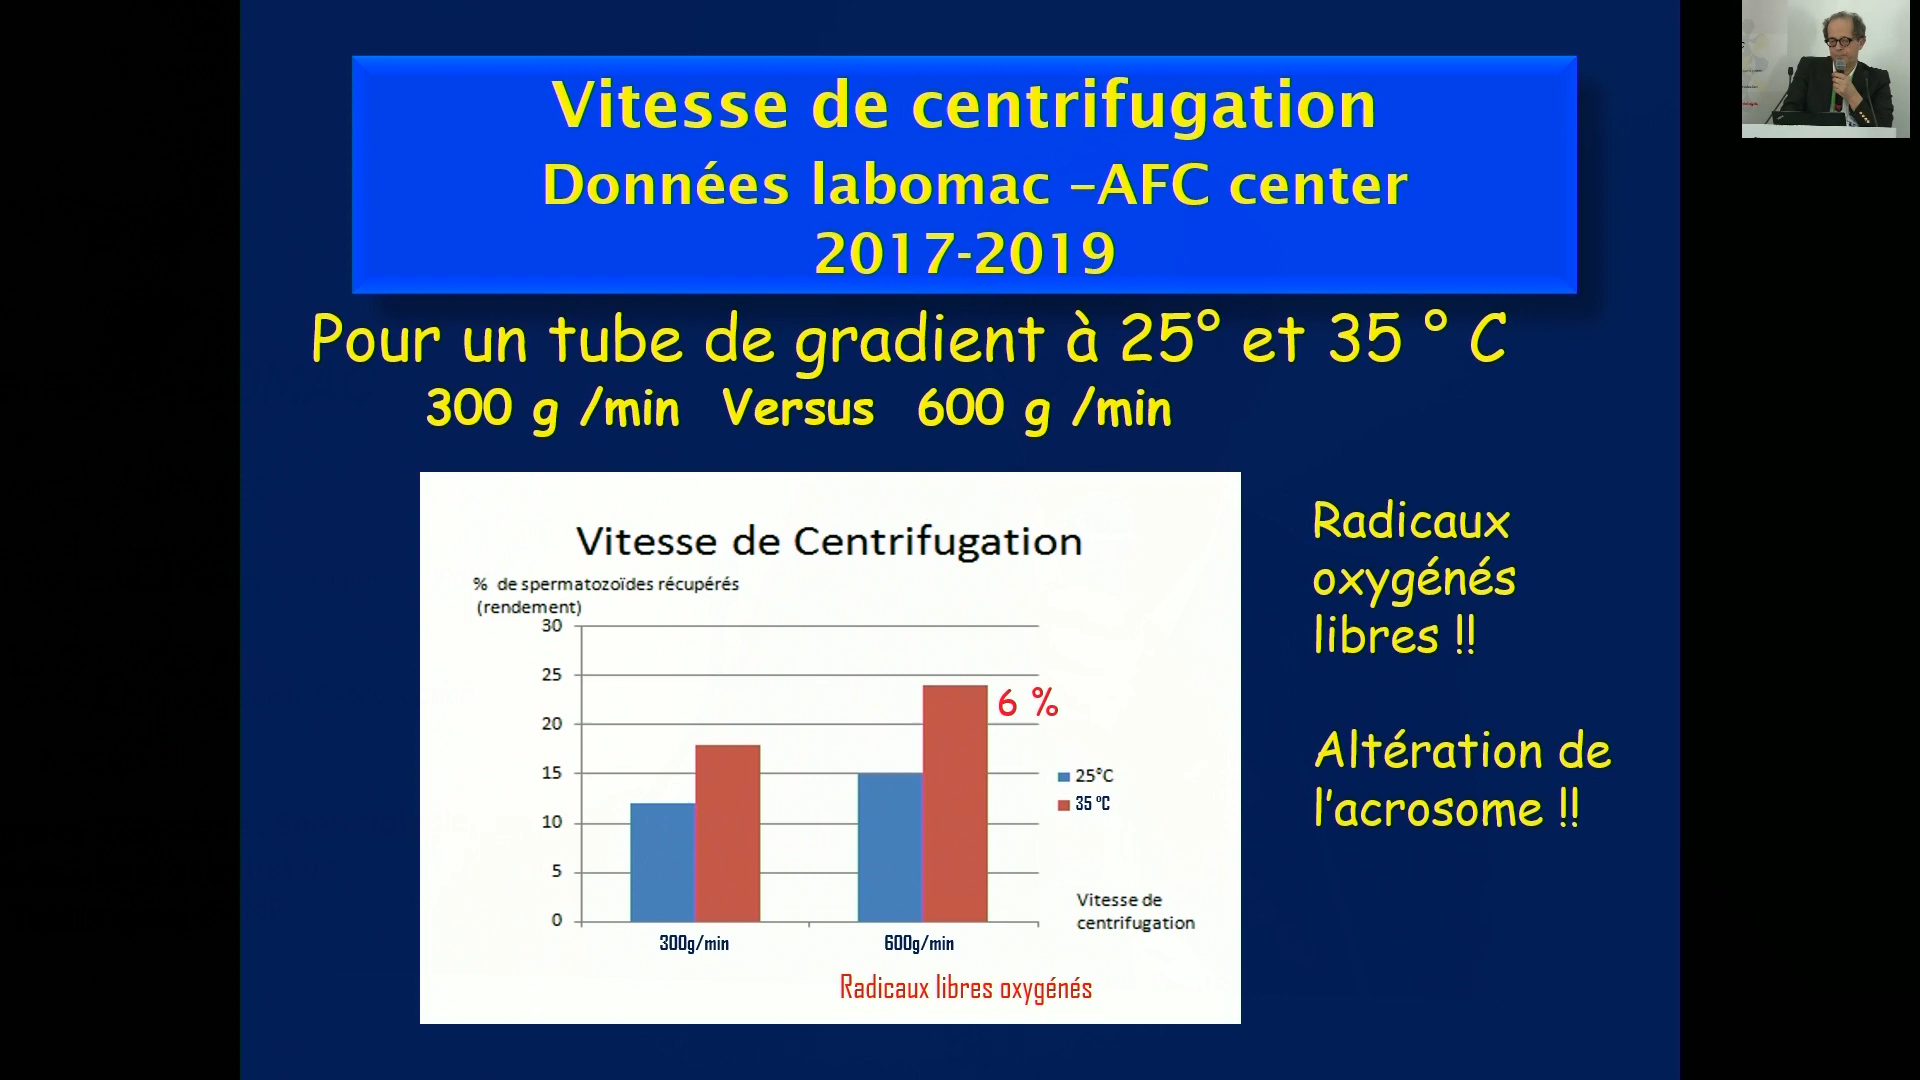 Vitesse de centrifugation
Données labomac –AFC center
2017-2019
Pour un tube de gradient à 25° et 35 ° C
300 g /min Versus 600 g /min
Vitesse de Centrifugation
% de spermatozoïdes récupérés
(rendement)
30
25
20
15
10
5
0
6 %
25°C
35 °C
Vitesse de
centrifugation
300g/min
600g/min
Radicaux libres oxygénés
Radicaux
oxygénés
libres !!
Altération de
l'acrosome !!